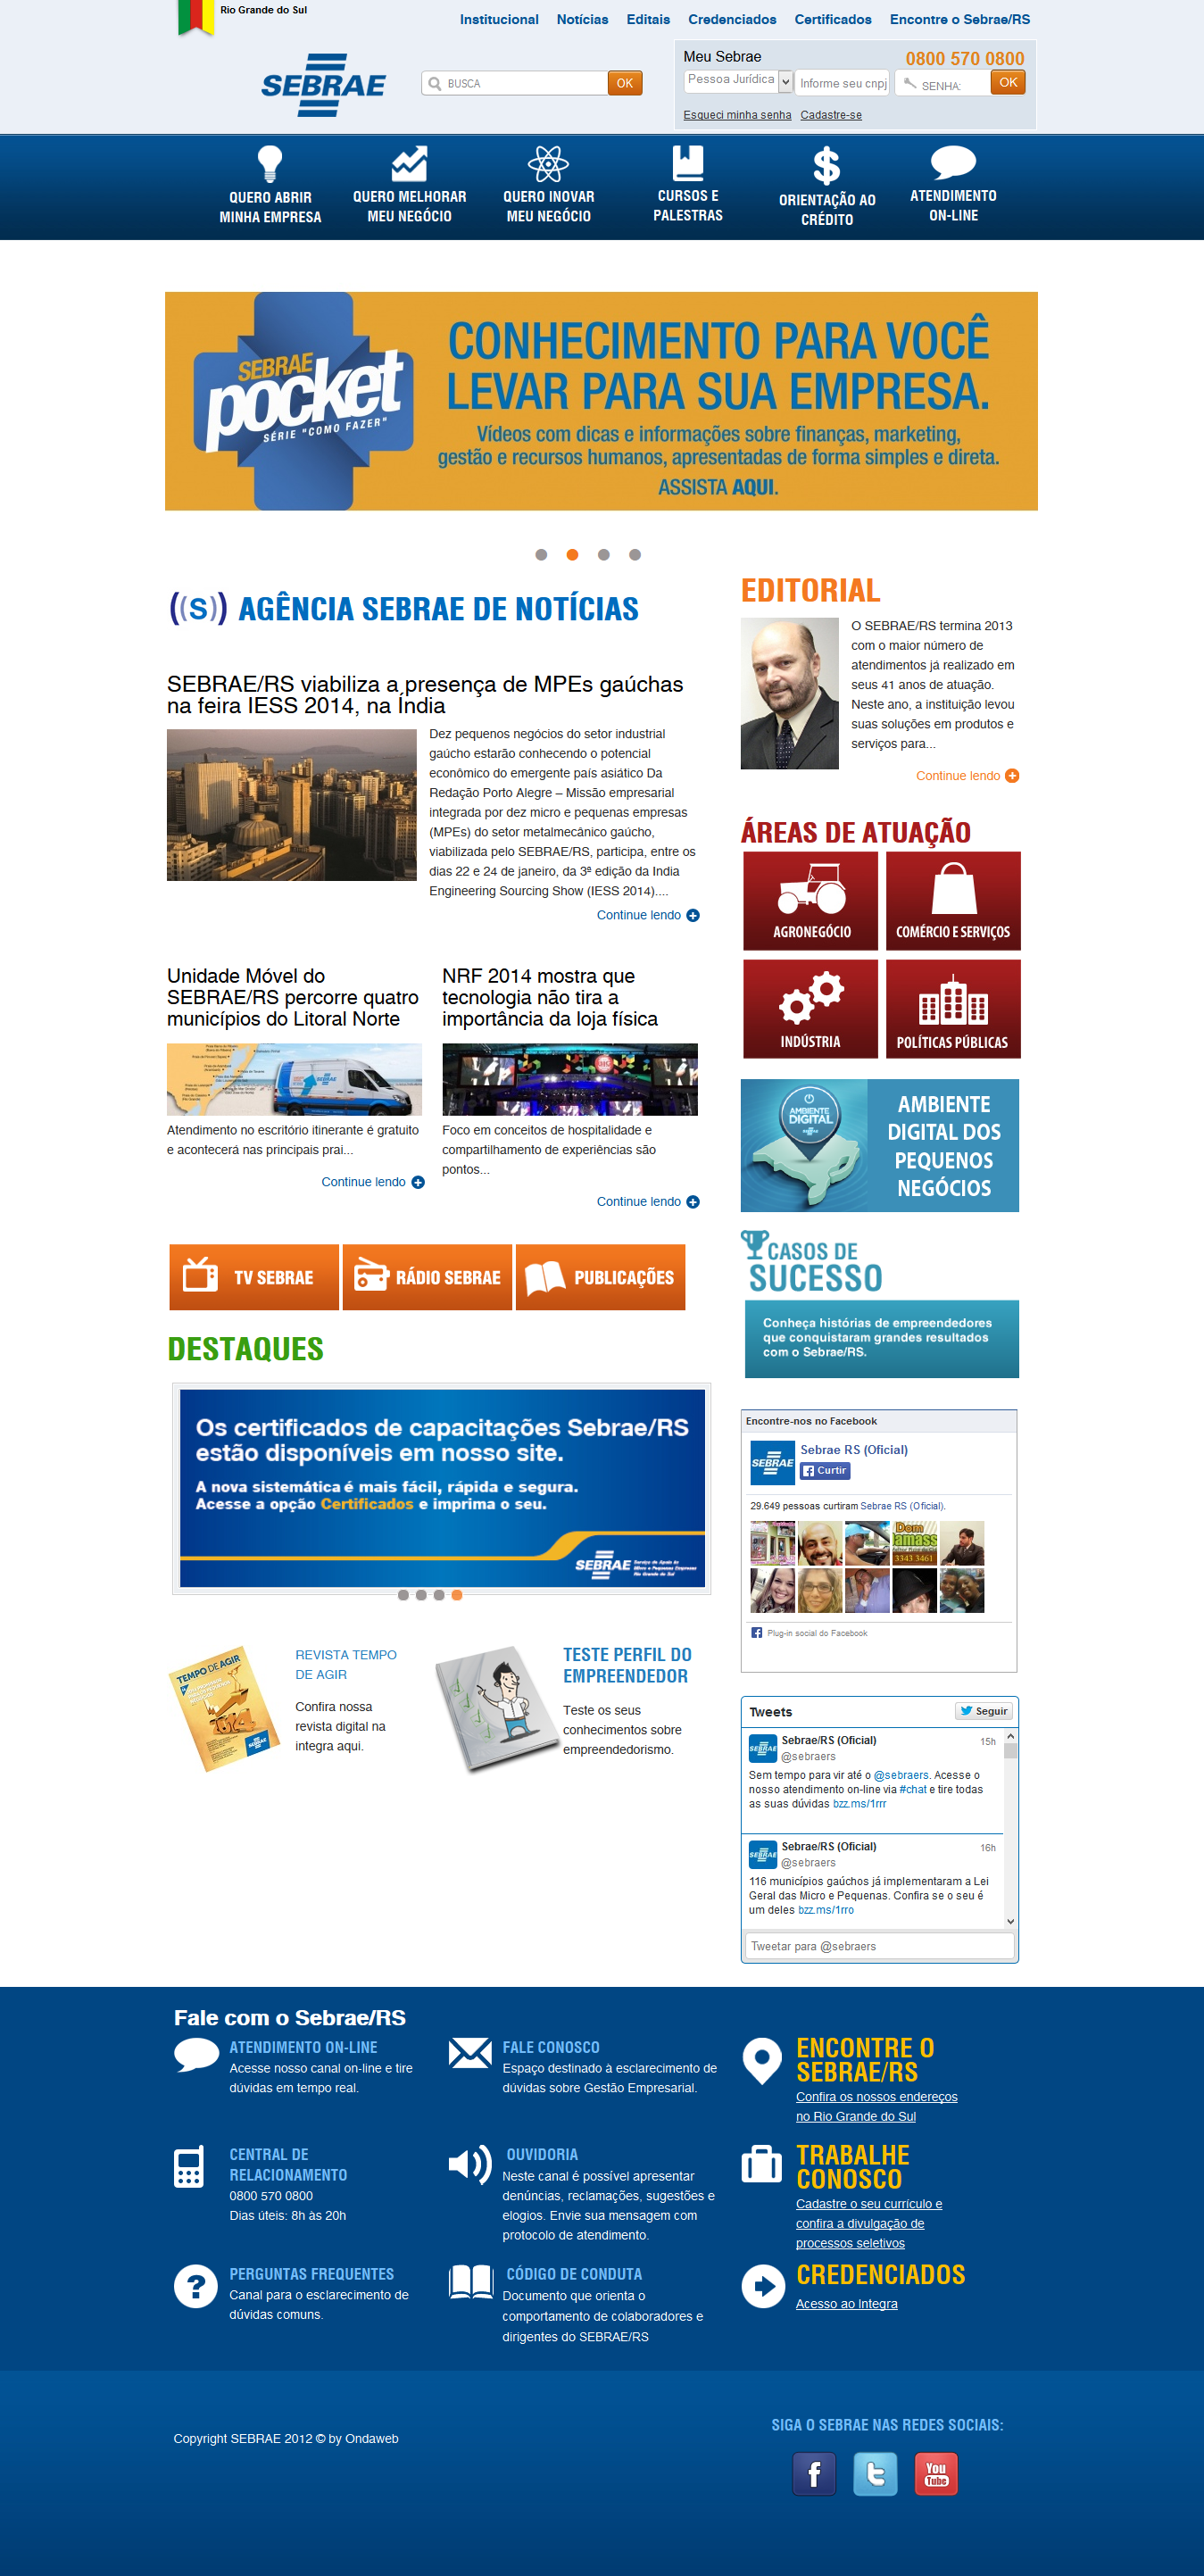 Rio Grande do Sul
Institucional Notícias Editais Credenciados Certificados Encontre o Sebrae/RS
SEBRAE
BUSCA OK
Meu Sebrae 0800 570 0800
Pessoa Jurídica Informe seu cnpj SENHA: OK
Esqueci minha senha Cadastre-se
QUERO ABRIR
MINHA EMPRESA
QUERO MELHORAR
MEU NEGÓCIO
QUERO INOVAR
MEU NEGÓCIO
CURSOS E
PALESTRAS
ORIENTAÇÃO AO
CRÉDITO
ATENDIMENTO
ON-LINE
SEBRAE
pocket
SÉRIE "COMO FAZER"
CONHECIMENTO PARA VOCÊ
LEVAR PARA SUA EMPRESA.
Vídeos com dicas e informações sobre finanças, marketing,
gestão e recursos humanos, apresentadas de forma simples e direta.
ASSISTA AQUI.
((S)) AGÊNCIA SEBRAE DE NOTÍCIAS
SEBRAE/RS viabiliza a presença de MPEs gaúchas
na feira IESS 2014, na Índia
Dez pequenos negócios do setor industrial
gaúcho estarão conhecendo o potencial
econômico do emergente país asiático Da
Redação Porto Alegre – Missão empresarial
integrada por dez micro e pequenas empresas
(MPEs) do setor metalmecânico gaúcho,
viabilizada pelo SEBRAE/RS, participa, entre os
dias 22 e 24 de janeiro, da 3ª edição da India
Engineering Sourcing Show (IESS 2014)....
Continue lendo
Unidade Móvel do
SEBRAE/RS percorre quatro
municípios do Litoral Norte
SEBRAE
Atendimento no escritório itinerante é gratuito
e acontecerá nas principais prai...
Continue lendo
NRF 2014 mostra que
tecnologia não tira a
importância da loja física
Foco em conceitos de hospitalidade e
compartilhamento de experiências são
pontos...
Continue lendo
TV SEBRAE
RÁDIO SEBRAE
PUBLICAÇÕES
DESTAQUES
Os certificados de capacitações Sebrae/RS
estão disponíveis em nosso site.
A nova sistemática é mais fácil, rápida e segura.
Acesse a opção Certificados e imprima o seu.
SEBRAE
Serviço de Apoio às
Micro e Pequenas Empresas
Rio Grande do Sul
TEMPO DE AGIR
2014
REVISTA TEMPO
DE AGIR
Confira nossa
revista digital na
integra aqui.
TESTE PERFIL DO
EMPREENDEDOR
Teste os seus
conhecimentos sobre
empreendedorismo.
EDITORIAL
O SEBRAE/RS termina 2013
com o maior número de
atendimentos já realizado em
seus 41 anos de atuação.
Neste ano, a instituição levou
suas soluções em produtos e
serviços para...
Continue lendo
ÁREAS DE ATUAÇÃO
AGRONEGÓCIO
COMÉRCIO E SERVIÇOS
INDÚSTRIA
POLÍTICAS PÚBLICAS
AMBIENTE
DIGITAL
AMBIENTE
DIGITAL DOS
PEQUENOS
NEGÓCIOS
CASOS DE
SUCESSO
Conheça histórias de empreendedores
que conquistaram grandes resultados
com o Sebrae/RS.
Encontre-nos no Facebook
SEBRAE
Sebrae RS (Oficial)
Curtir
29.649 pessoas curtiram Sebrae RS (Oficial).
Dom
amass
3343 3461
Plug-in social do Facebook
Tweets Seguir
SEBRAE
Sebrae/RS (Oficial) 15h
@sebraers
Sem tempo para vir até o @sebraers. Acesse o
nosso atendimento on-line via #chat e tire todas
as suas dúvidas bzz.ms/1rrr
SEBRAE
Sebrae/RS (Oficial) 16h
@sebraers
116 municípios gaúchos já implementaram a Lei
Geral das Micro e Pequenas. Confira se o seu é
um deles bzz.ms/1rro
Tweetar para @sebraers
Fale com o Sebrae/RS
ATENDIMENTO ON-LINE
Acesse nosso canal on-line e tire
dúvidas em tempo real.
FALE CONOSCO
Espaço destinado à esclarecimento de
dúvidas sobre Gestão Empresarial.
ENCONTRE O
SEBRAE/RS
Confira os nossos endereços
no Rio Grande do Sul
CENTRAL DE
RELACIONAMENTO
0800 570 0800
Dias úteis: 8h às 20h
OUVIDORIA
Neste canal é possível apresentar
denúncias, reclamações, sugestões e
elogios. Envie sua mensagem com
protocolo de atendimento.
TRABALHE
CONOSCO
Cadastre o seu currículo e
confira a divulgação de
processos seletivos
PERGUNTAS FREQUENTES
Canal para o esclarecimento de
dúvidas comuns.
CÓDIGO DE CONDUTA
Documento que orienta o
comportamento de colaboradores e
dirigentes do SEBRAE/RS
CREDENCIADOS
Acesso ao Integra
Copyright SEBRAE 2012 © by Ondaweb
SIGA O SEBRAE NAS REDES SOCIAIS:
You
Tube